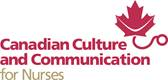 Canadian Culture
and Communication
for Nurses